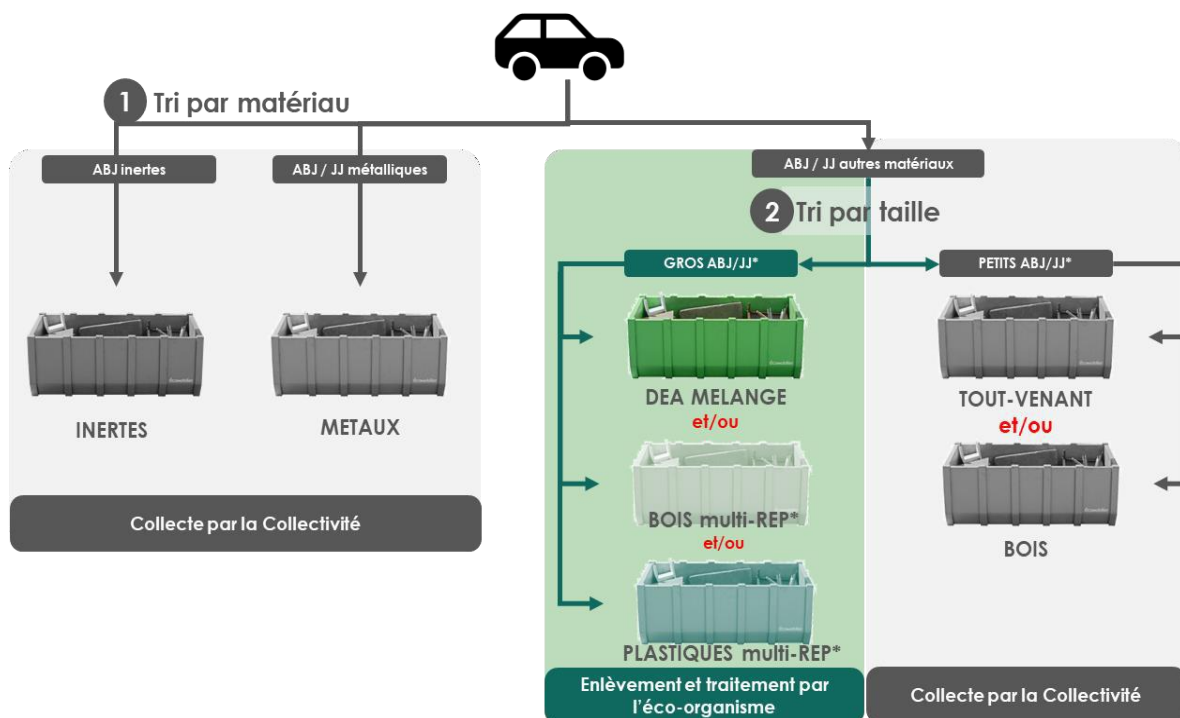 1 Tri par matériau
ABJ inertes
ABJ / JJ métalliques
ABJ / JJ autres matériaux
2 Tri par taille
GROS ABJ/JJ*
PETITS ABJ/JJ*
INERTES
METAUX
Collecte par la Collectivité
DEA MELANGE
et/ou
BOIS multi-REP*
et/ou
PLASTIQUES multi-REP*
Enlèvement et traitement par
l'éco-organisme
TOUT-VENANT
et/ou
BOIS
Collecte par la Collectivité